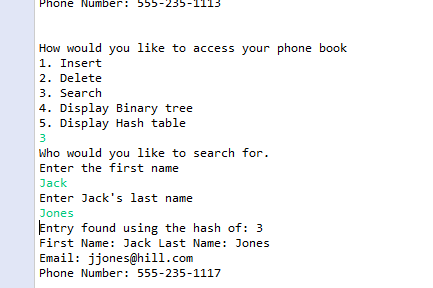 Phone Number: 555-235-1113
How would you like to access your phone book
1. Insert
2. Delete
3. Search
4. Display Binary tree
5. Display Hash table
3
Who would you like to search for.
Enter the first name
Jack
Enter Jack's last name
Jones
Entry found using the hash of: 3
First Name: Jack Last Name: Jones
Email: jjones@hill.com
Phone Number: 555-235-1117